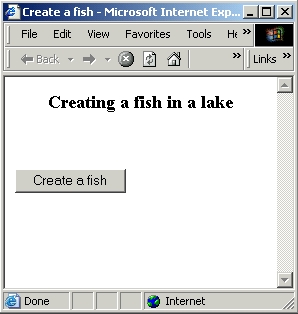 Create a fish - Microsoft Internet Exp...
File Edit View Favorites Tools He »
Back » » Links »
Creating a fish in a lake
Create a fish
Done Internet